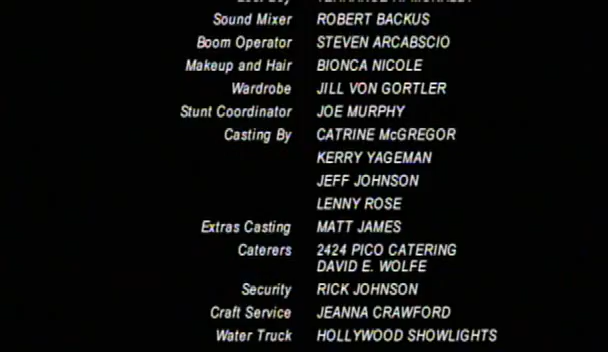 Sound Mixer ROBERT BACKUS
Boom Operator STEVEN ARCABSCIO
Makeup and Hair BIONCA NICOLE
Wardrobe JILL VON GORTLER
Stunt Coordinator JOE MURPHY
Casting By CATRINE McGREGOR
KERRY YAGEMAN
JEFF JOHNSON
LENNY ROSE
Extras Casting MATT JAMES
Caterers 2424 PICO CATERING
DAVID E. WOLFE
Security RICK JOHNSON
Craft Service JEANNA CRAWFORD
Water Truck HOLLYWOOD SHOWLIGHTS